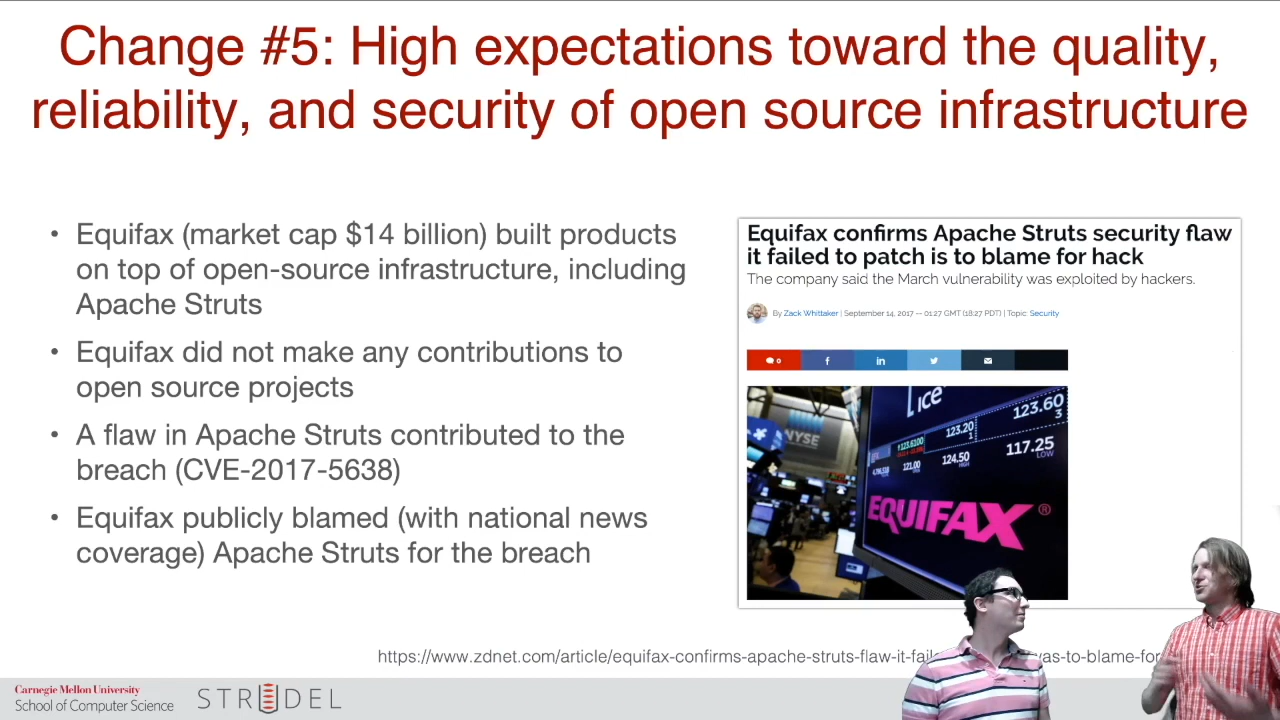 Change #5: High expectations toward the quality,
reliability, and security of open source infrastructure
• Equifax (market cap $14 billion) built products
on top of open-source infrastructure, including
Apache Struts
• Equifax did not make any contributions to
open source projects
• A flaw in Apache Struts contributed to the
breach (CVE-2017-5638)
• Equifax publicly blamed (with national news
coverage) Apache Struts for the breach
Equifax confirms Apache Struts security flaw
it failed to patch is to blame for hack
The company said the March vulnerability was exploited by hackers.
By Zack Whittaker | September 14, 2017 -- 01:27 GMT (18:27 PDT) | Topic: Security
0 f in
ICE
NYSE
123.60
3
123.20
1
117.25
LOW
124.50
HIGH
121.00
EQUIFAX®
https://www.zdnet.com/article/equifax-confirms-apache-struts-flaw-it-fail
was-to-blame-for
Carnegie Mellon University
School of Computer Science
STRUDEL